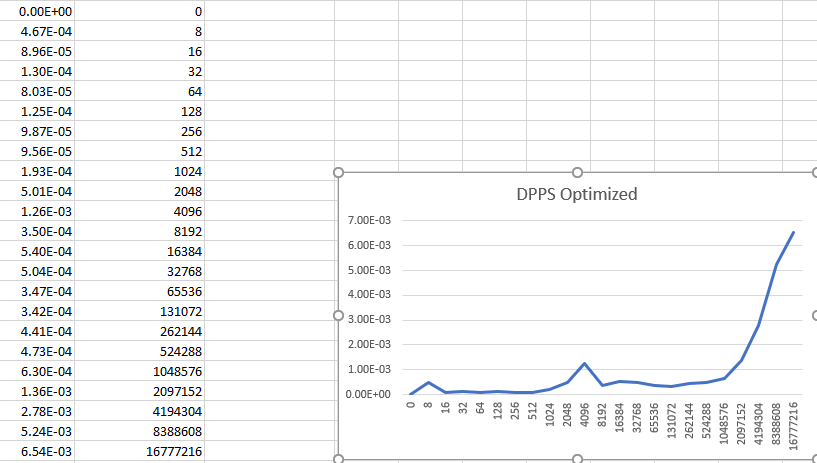 0.00E+00 0
4.67E-04 8
8.96E-05 16
1.30E-04 32
8.03E-05 64
1.25E-04 128
9.87E-05 256
9.56E-05 512
1.93E-04 1024
5.01E-04 2048
1.26E-03 4096
3.50E-04 8192
5.40E-04 16384
5.04E-04 32768
3.47E-04 65536
3.42E-04 131072
4.41E-04 262144
4.73E-04 524288
6.30E-04 1048576
1.36E-03 2097152
2.78E-03 4194304
5.24E-03 8388608
6.54E-03 16777216
DPPS Optimized
7.00E-03
6.00E-03
5.00E-03
4.00E-03
3.00E-03
2.00E-03
1.00E-03
0.00E+00
0
8
16
32
64
128
256
512
1024
2048
4096
8192
16384
32768
65536
131072
262144
524288
1048576
2097152
4194304
8388608
16777216